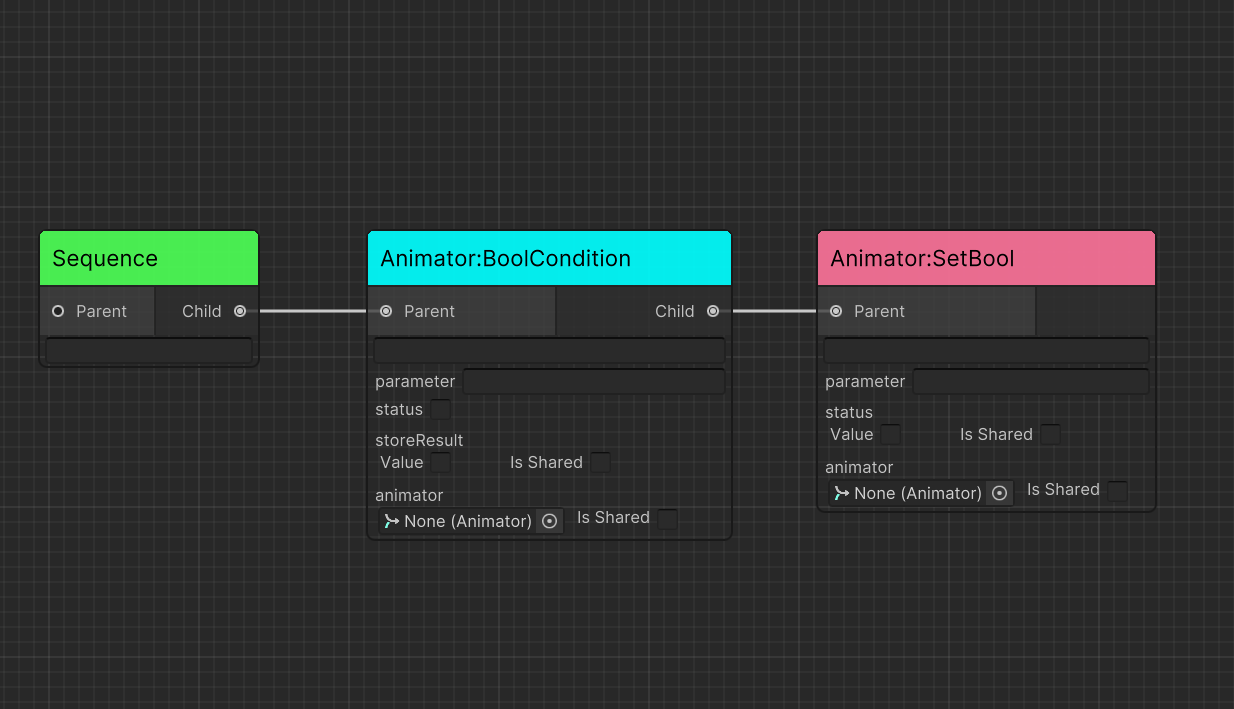 Sequence
Parent Child
Animator:BoolCondition
Parent Child
parameter
status
storeResult
Value Is Shared
animator
None (Animator) Is Shared
Animator:SetBool
Parent
parameter
status
Value Is Shared
animator
None (Animator) Is Shared